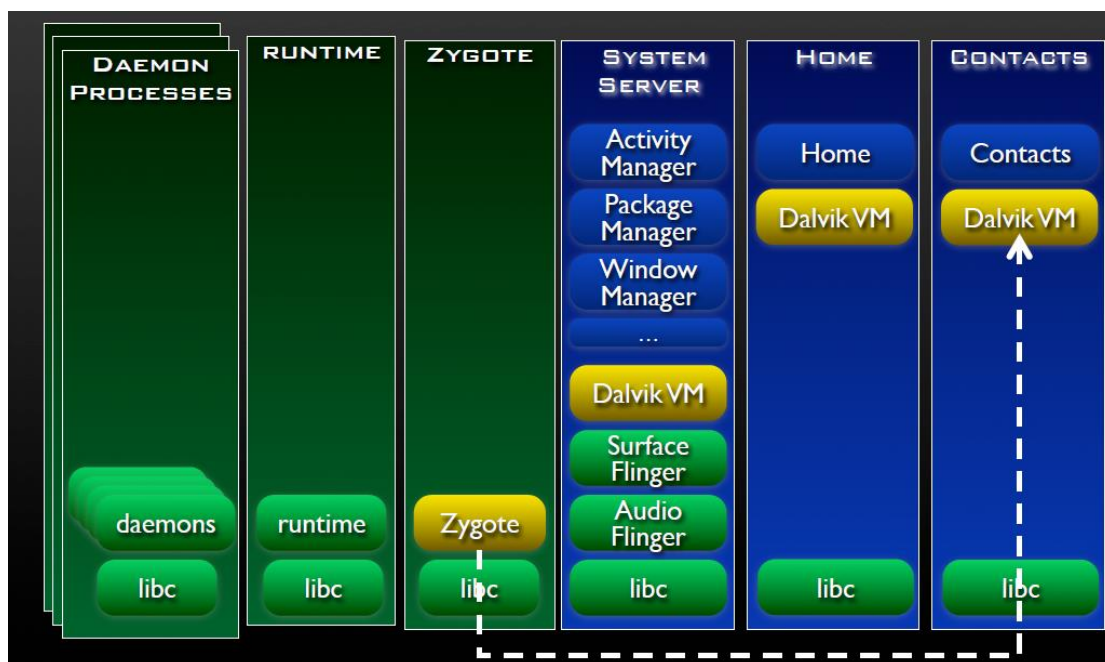 DAEMON
PROCESSES
daemons
libc
RUNTIME
runtime
libc
ZYGOTE
Zygote
libc
SYSTEM
SERVER
Activity
Manager
Package
Manager
Window
Manager
...
Dalvik VM
Surface
Flinger
Audio
Flinger
libc
HOME
Home
Dalvik VM
libc
CONTACTS
Contacts
Dalvik VM
libc